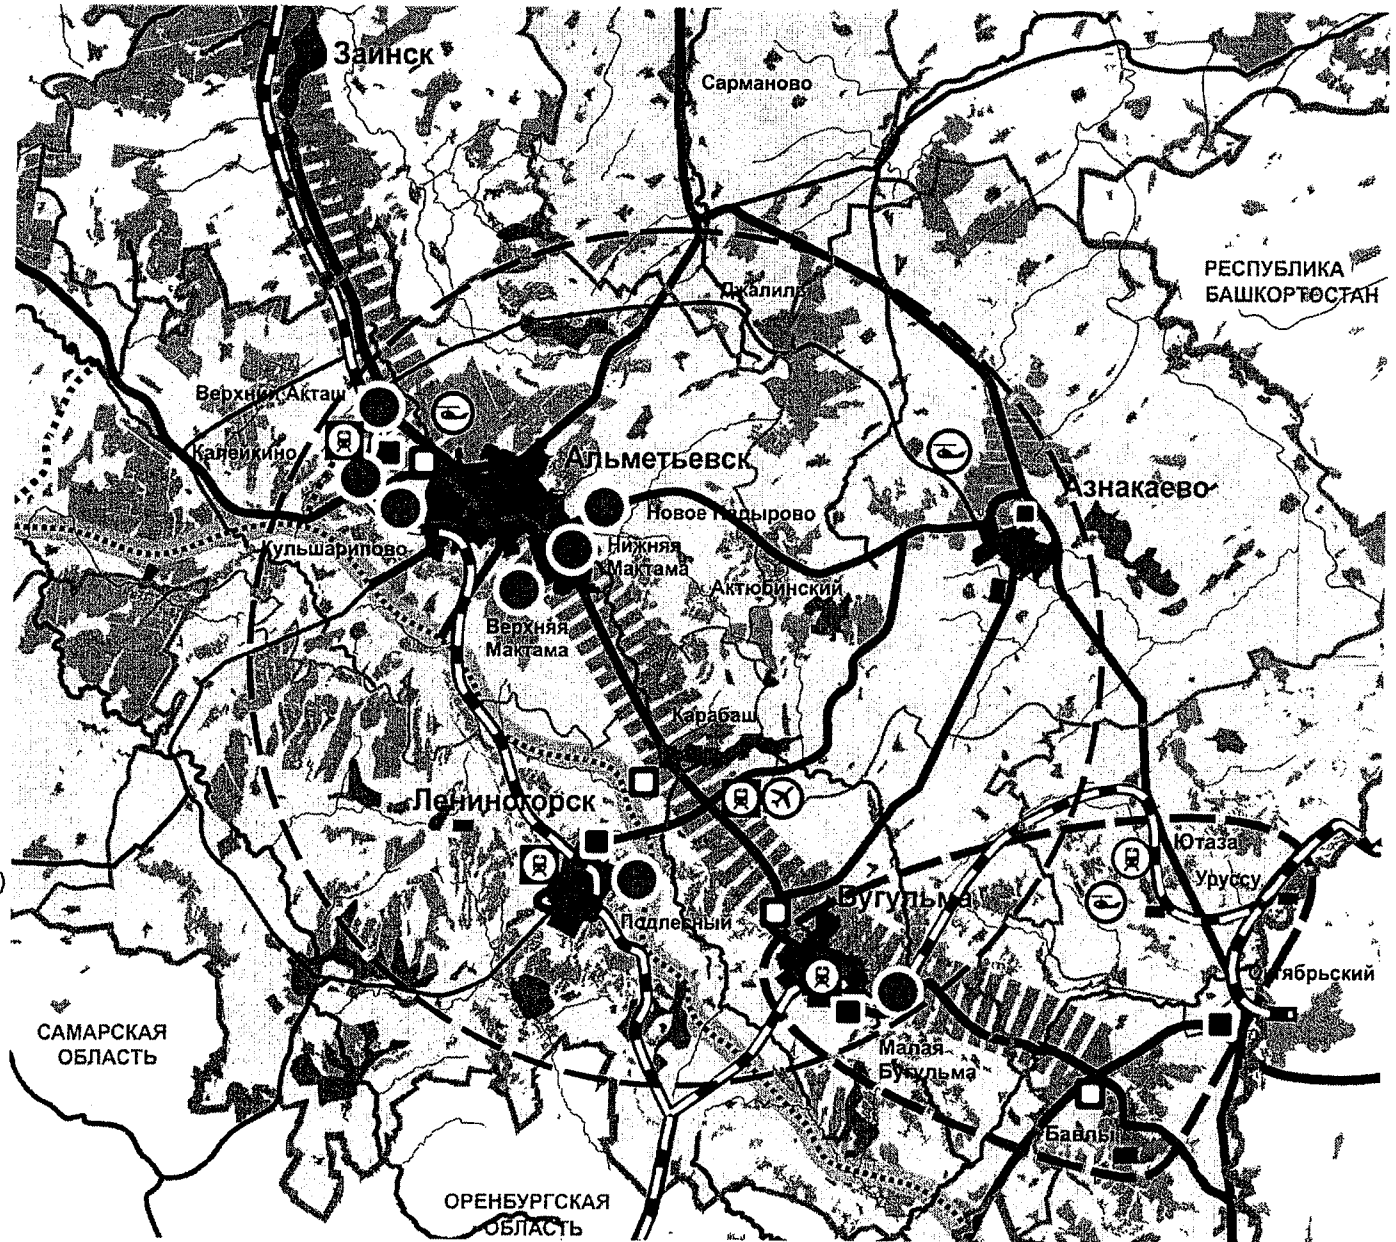 Заинск
Сарманово
РЕСПУБЛИКА
БАШКОРТОСТАН
Джалиль
Верхний Акташ
Калейкино
Альметьевск
Азнакаево
Новое Надырово
Кульшарипово
Нижняя
Мактама
Актюбинский
Верхняя
Мактама
Карабаш
Лениногорск
Ютаза
Уруссу
Бугульма
Подлесный
Октябрьский
САМАРСКАЯ
ОБЛАСТЬ
Малая
Бугульма
Бавлы
ОРЕНБУРГСКАЯ
ОБЛАСТЬ